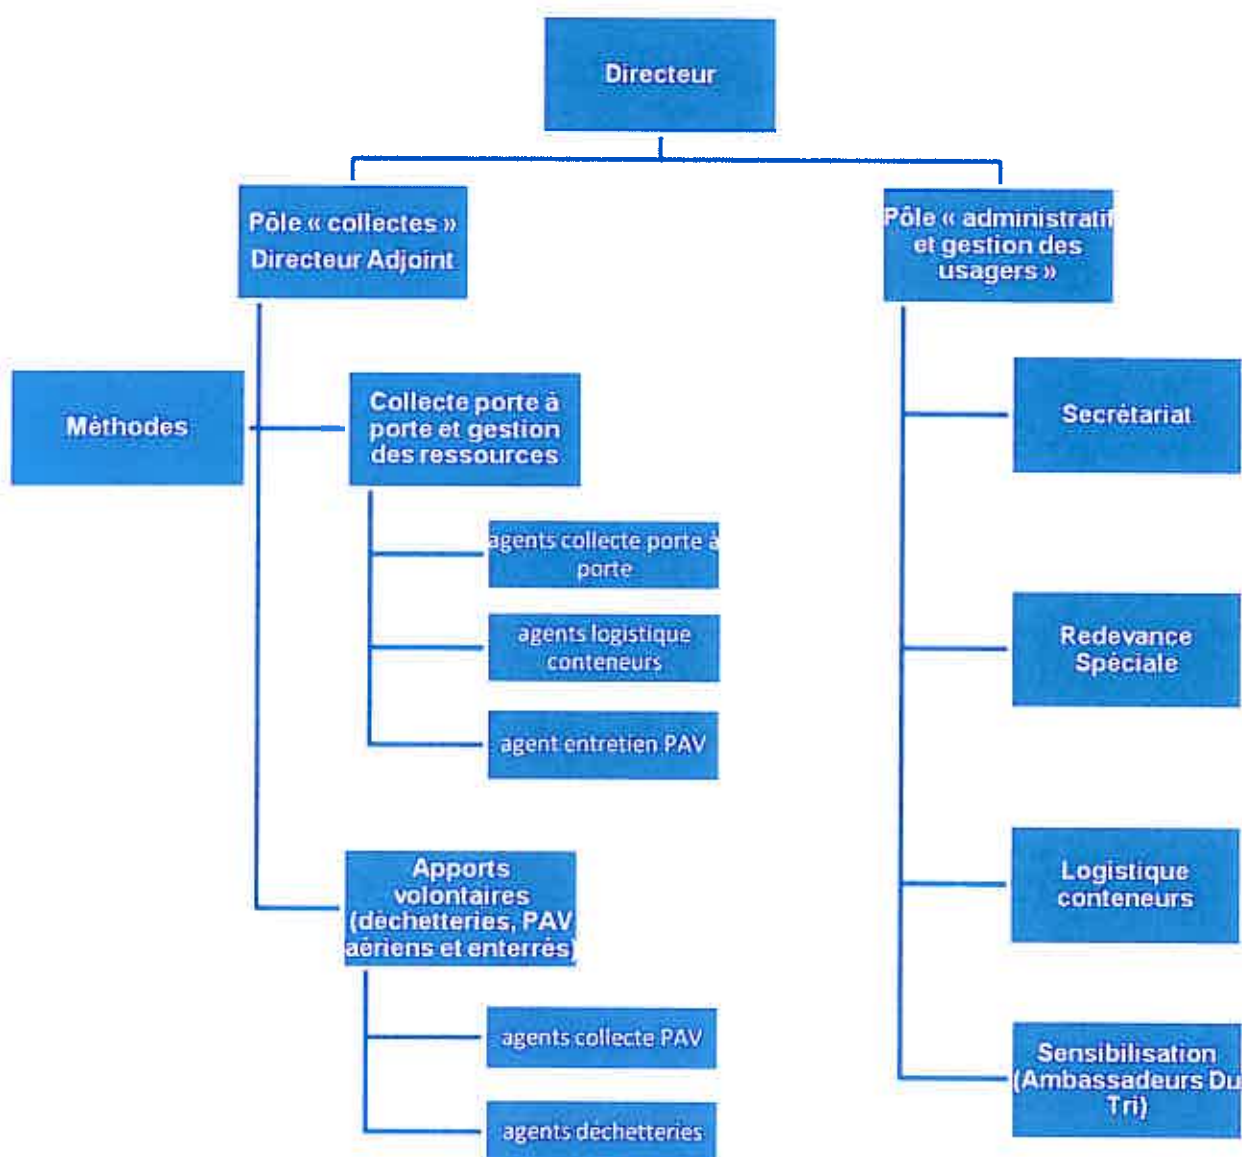 Directeur
Pôle « collectes »
Directeur Adjoint
Pôle « administratif
et gestion des
usagers »
Méthodes
Collecte porte à
porte et gestion
des ressources
agents collecte porte à
porte
agents logistique
conteneurs
agent entretien PAV
Apports
volontaires
(déchetteries, PAV
aériens et enterrés)
agents collecte PAV
agents déchetteries
Secrétariat
Redevance
Spéciale
Logistique
conteneurs
Sensibilisation
(Ambassadeurs Du
Tri)